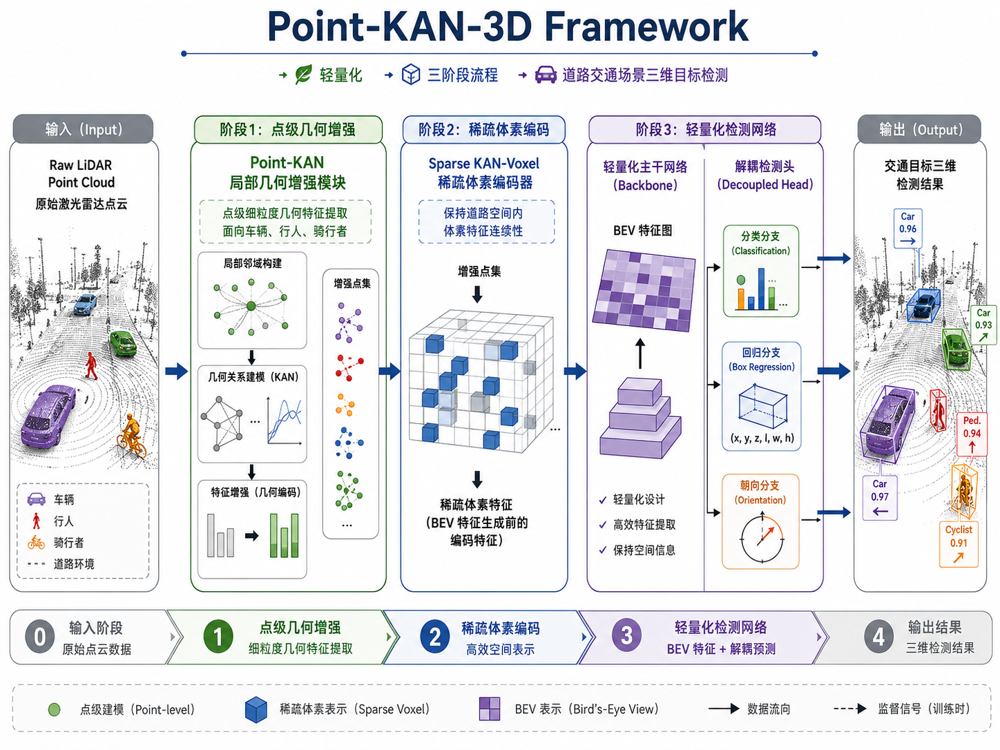 Point-KAN-3D Framework
轻量化
三阶段流程
道路交通场景三维目标检测
输入（Input）
Raw LiDAR
Point Cloud
原始激光雷达点云
车辆
行人
骑行者
道路环境
阶段1：点级几何增强
Point-KAN
局部几何增强模块
点级细粒度几何特征提取
面向车辆、行人、骑行者
局部邻域构建
几何关系建模（KAN）
...
特征增强（几何编码）
增强点集
...
阶段2：稀疏体素编码
Sparse KAN-Voxel
稀疏体素编码器
保持道路空间内
体素特征连续性
增强点集
...
稀疏体素特征
（BEV 特征生成前的
编码特征）
阶段3：轻量化检测网络
轻量化主干网络
（Backbone）
BEV 特征图
✓ 轻量化设计
✓ 高效特征提取
✓ 保持空间信息
解耦检测头
（Decoupled Head）
分类分支
(Classification)
...
...
回归分支
(Box Regression)
(x, y, z, l, w, h)
朝向分支
(Orientation)
输出（Output）
交通目标三维
检测结果
Car
0.96
Car
0.93
Ped.
0.94
Car
0.97
Cyclist
0.91
0
输入阶段
原始点云数据
1
点级几何增强
细粒度几何特征提取
2
稀疏体素编码
高效空间表示
3
轻量化检测网络
BEV 特征 + 解耦预测
4
输出结果
三维检测结果
点级建模（Point-level）
稀疏体素表示（Sparse Voxel）
BEV 表示（Bird's-Eye View）
数据流向
监督信号（训练时）